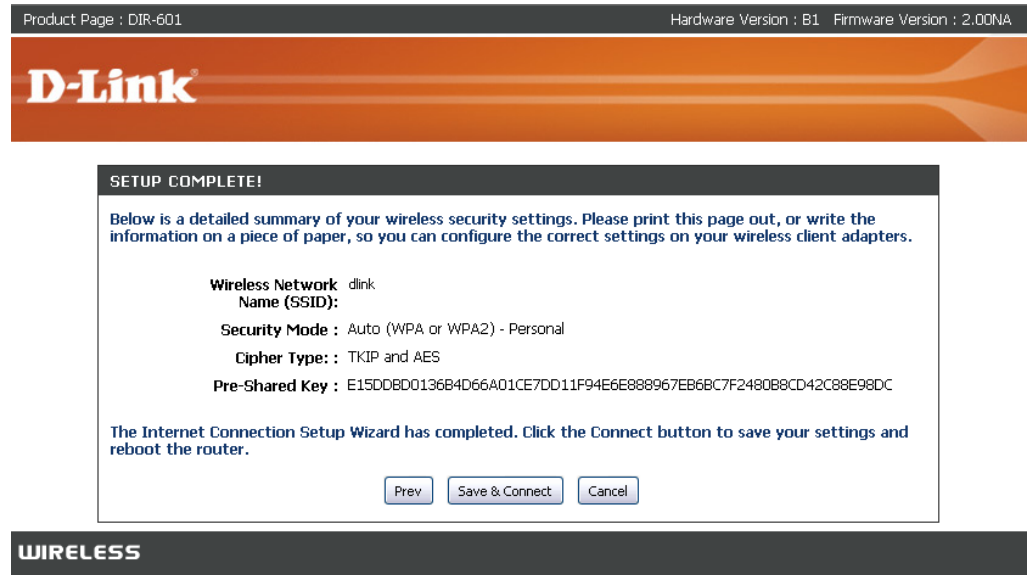 Product Page : DIR-601 Hardware Version : B1 Firmware Version : 2.00NA
D-Link®
SETUP COMPLETE!
Below is a detailed summary of your wireless security settings. Please print this page out, or write the
information on a piece of paper, so you can configure the correct settings on your wireless client adapters.
Wireless Network dlink
Name (SSID):
Security Mode : Auto (WPA or WPA2) - Personal
Cipher Type: : TKIP and AES
Pre-Shared Key : E15DDBD0136B4D66A01CE7DD11F94E6E888967EB6BC7F2480B8CD42C88E98DC
The Internet Connection Setup Wizard has completed. Click the Connect button to save your settings and
reboot the router.
Prev Save & Connect Cancel
WIRELESS